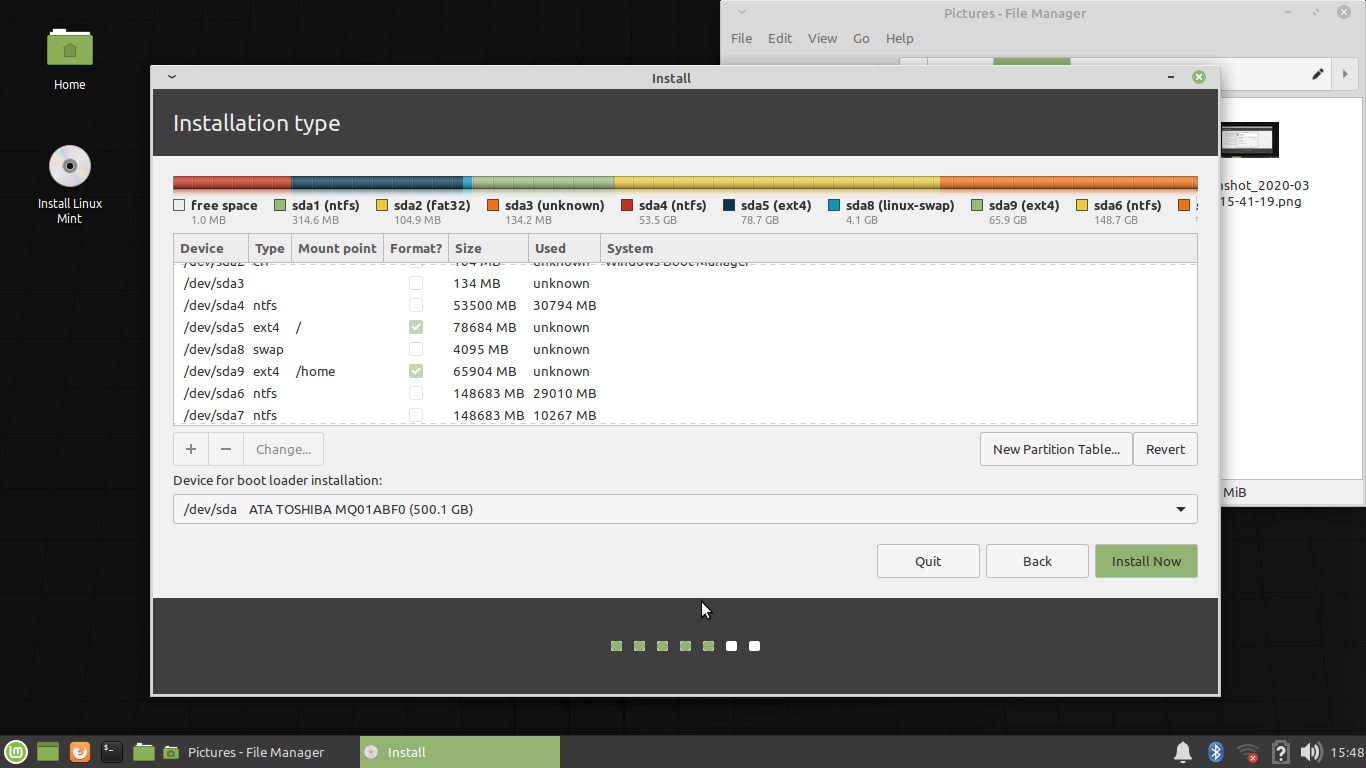 Pictures - File Manager
File Edit View Go Help
Home
Install Linux
Mint
Install
Installation type
free space sda1 (ntfs) sda2 (fat32) sda3 (unknown) sda4 (ntfs) sda5 (ext4) sda8 (linux-swap) sda9 (ext4) sda6 (ntfs)
1.0 MB 314.6 MB 104.9 MB 134.2 MB 53.5 GB 78.7 GB 4.1 GB 65.9 GB 148.7 GB
Device Type Mount point Format? Size Used System
/dev/sda2 efi 104 MB unknown Windows Boot Manager
/dev/sda3 134 MB unknown
/dev/sda4 ntfs 53500 MB 30794 MB
/dev/sda5 ext4 / 78684 MB unknown
/dev/sda8 swap 4095 MB unknown
/dev/sda9 ext4 /home 65904 MB unknown
/dev/sda6 ntfs 148683 MB 29010 MB
/dev/sda7 ntfs 148683 MB 10267 MB
+ − Change... New Partition Table... Revert
Device for boot loader installation:
/dev/sda ATA TOSHIBA MQ01ABF0 (500.1 GB)
Quit Back Install Now
nshot_2020-03
15-41-19.png
MiB
Pictures - File Manager Install 15:48